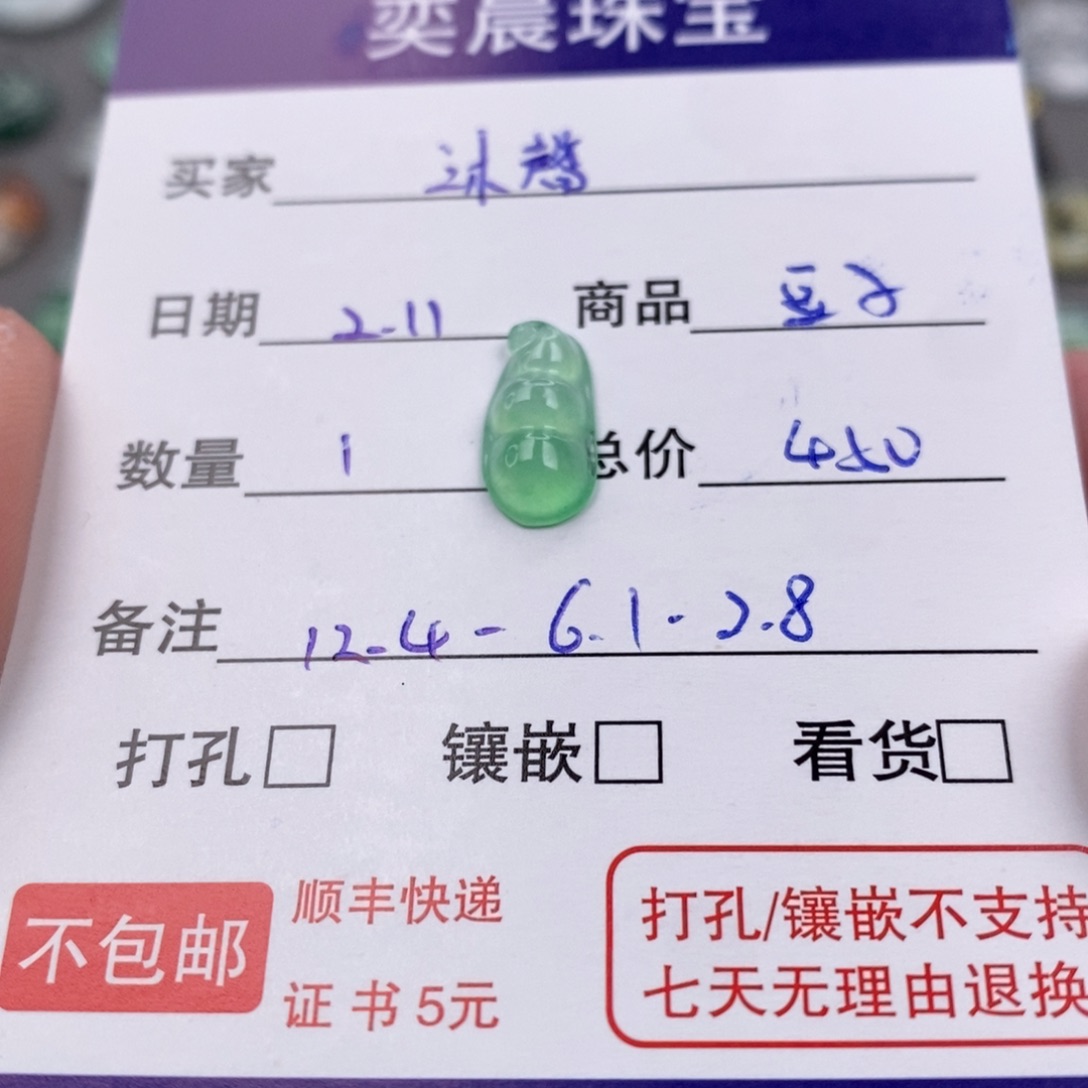 奕晨珠宝
买家 沐馨
日期 2.11 商品 豆子
数量 1 总价 450
备注 12.4-6.1-2.8
打孔□ 镶嵌□ 看货□
不包邮
顺丰快递
证书5元
打孔/镶嵌不支持
七天无理由退换